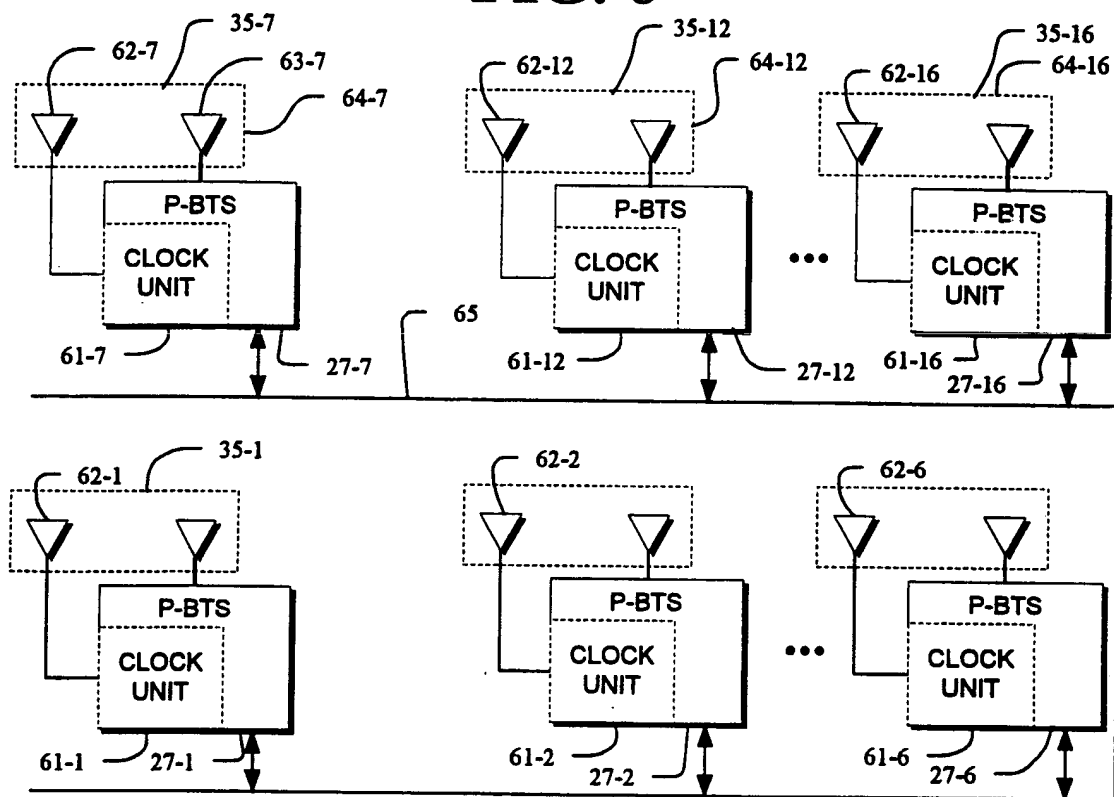 35-7 35-12 35-16
62-7 63-7 62-12 64-12 62-16 64-16
64-7
P-BTS P-BTS P-BTS
CLOCK CLOCK CLOCK
UNIT UNIT UNIT
65
61-7 27-7 61-12 27-12 61-16 27-16
35-1
62-1 62-2 62-6
P-BTS P-BTS P-BTS
CLOCK CLOCK CLOCK
UNIT UNIT UNIT
61-1 27-1 61-2 27-2 61-6 27-6